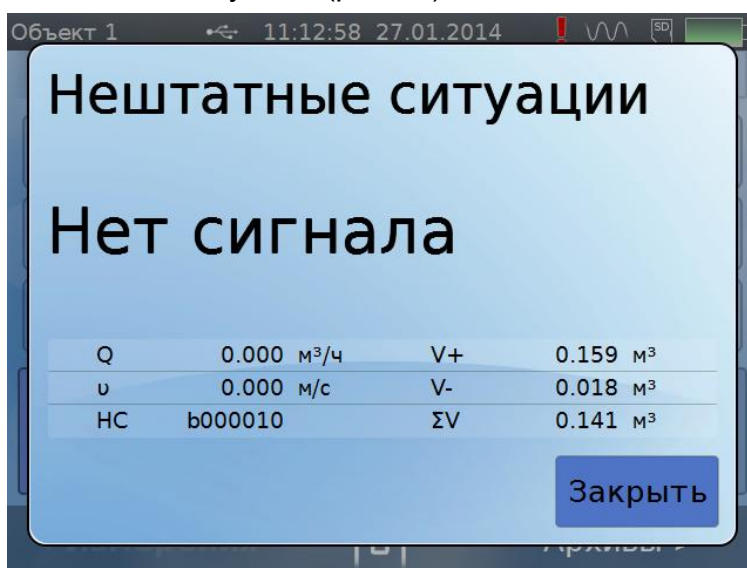 Объект 1 11:12:58 27.01.2014 SD
Нештатные ситуации
Нет сигнала
Q 0.000 м³/ч V+ 0.159 м³
υ 0.000 м/с V- 0.018 м³
НС b000010 ΣV 0.141 м³
Закрыть